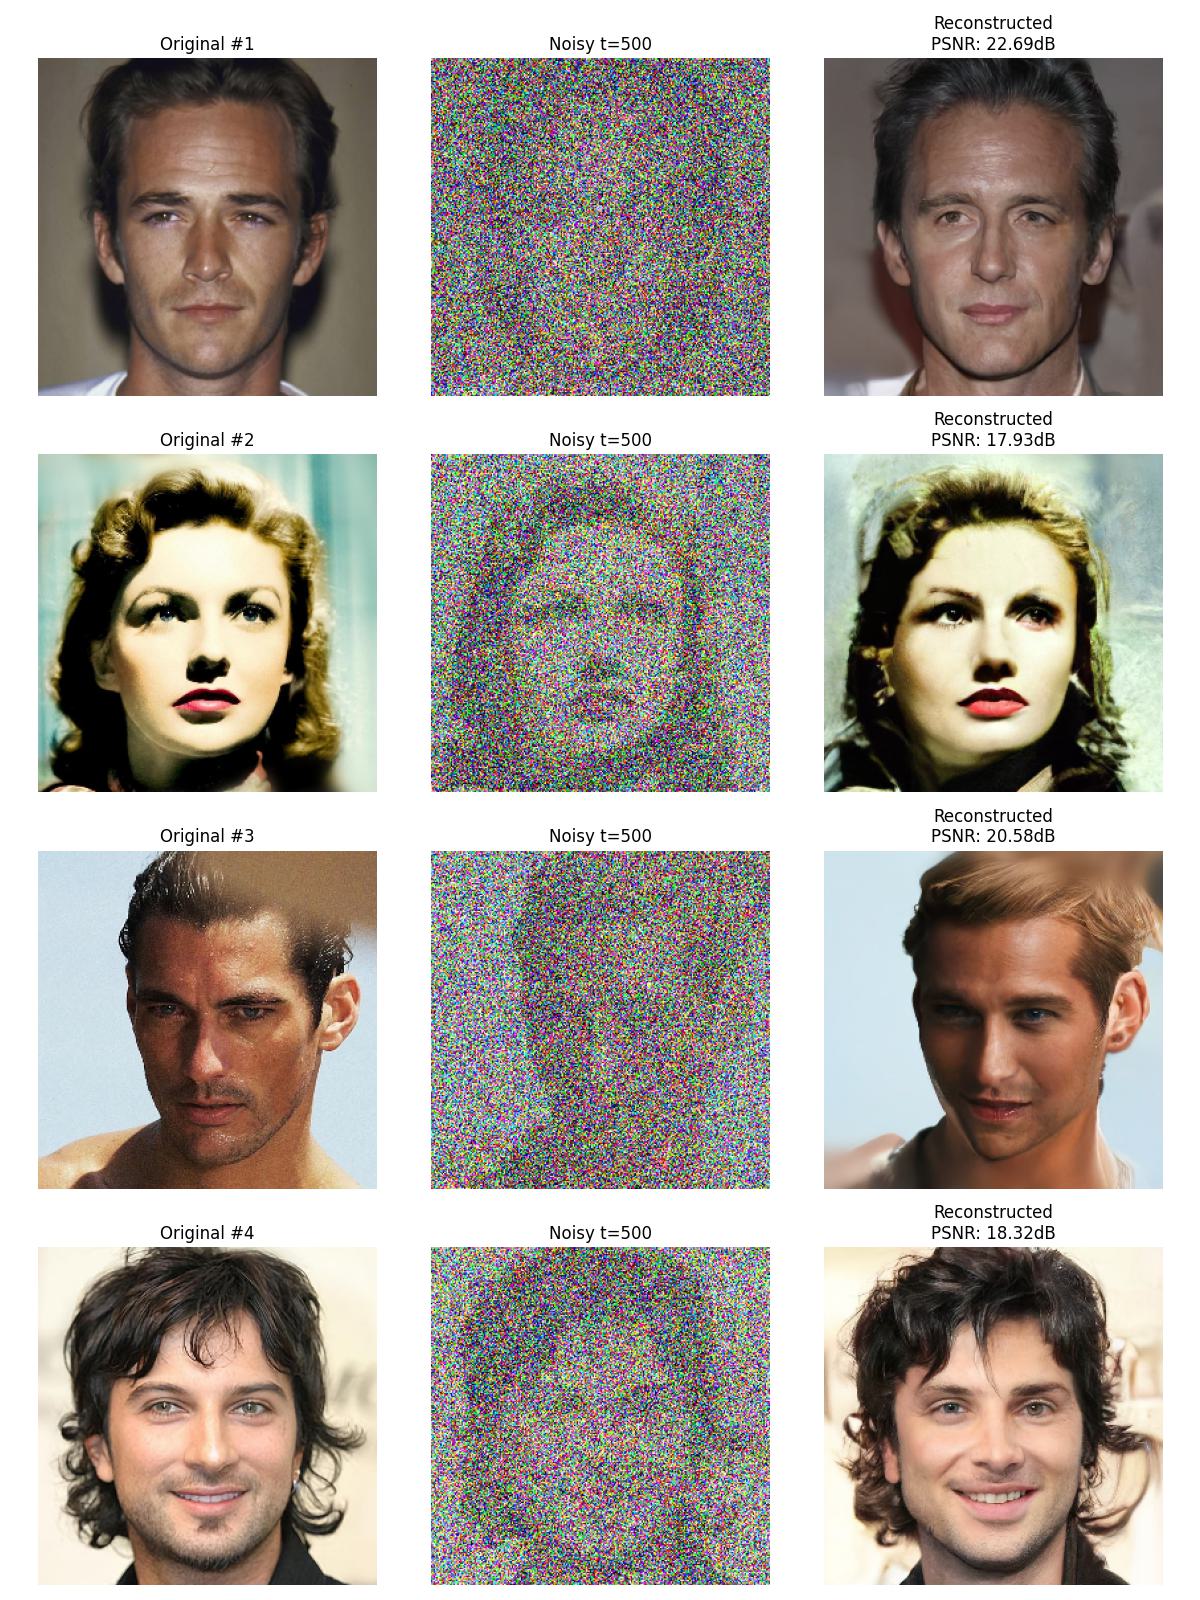 Original #1
Noisy t=500
Reconstructed
PSNR: 22.69dB
Original #2
Noisy t=500
Reconstructed
PSNR: 17.93dB
Original #3
Noisy t=500
Reconstructed
PSNR: 20.58dB
Original #4
Noisy t=500
Reconstructed
PSNR: 18.32dB